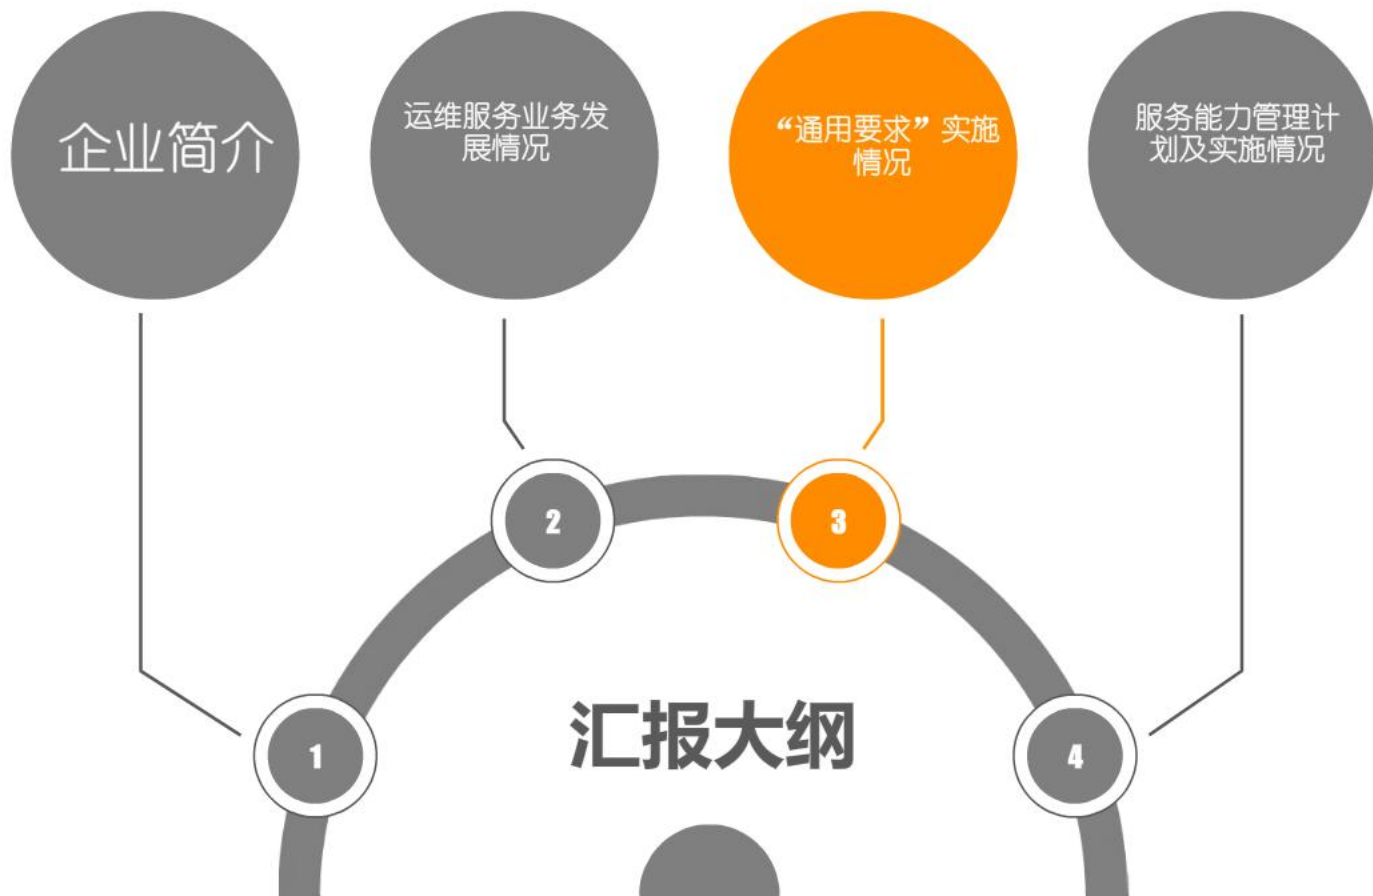 企业简介
运维服务业务发
展情况
“通用要求”实施
情况
服务能力管理计
划及实施情况
2
3
汇报大纲
1
4